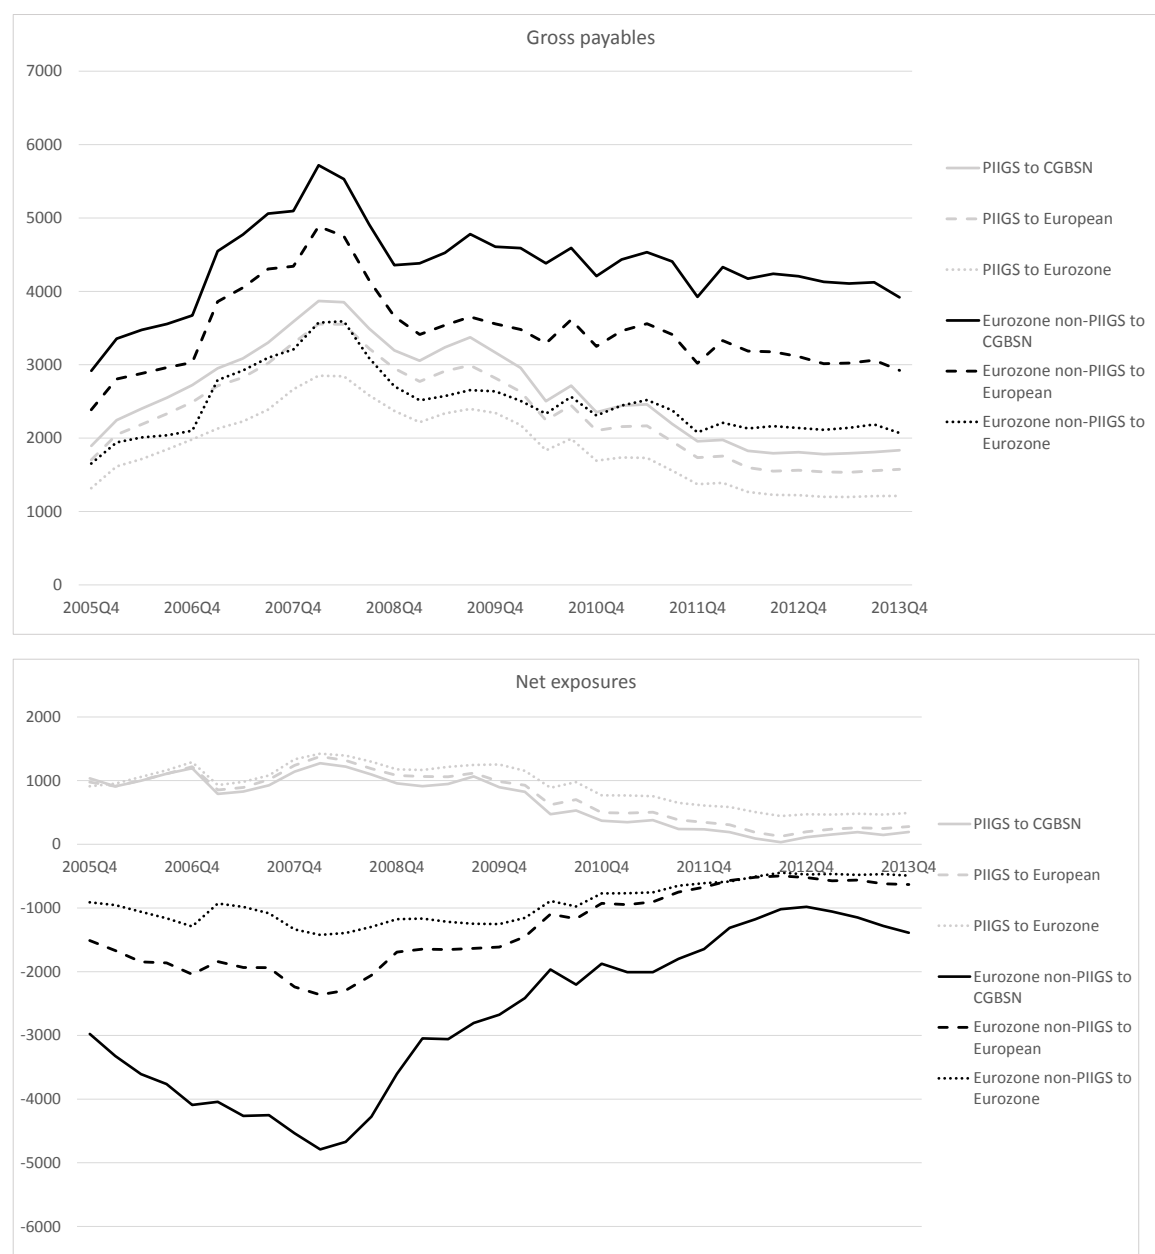 Gross payables
7000
6000
5000
4000
3000
2000
1000
0
2005Q4 2006Q4 2007Q4 2008Q4 2009Q4 2010Q4 2011Q4 2012Q4 2013Q4
PIIGS to CGBSN
PIIGS to European
PIIGS to Eurozone
Eurozone non-PIIGS to
CGBSN
Eurozone non-PIIGS to
European
Eurozone non-PIIGS to
Eurozone
Net exposures
2000
1000
0
-1000
-2000
-3000
-4000
-5000
-6000
2005Q4 2006Q4 2007Q4 2008Q4 2009Q4 2010Q4 2011Q4 2012Q4 2013Q4
PIIGS to CGBSN
PIIGS to European
PIIGS to Eurozone
Eurozone non-PIIGS to
CGBSN
Eurozone non-PIIGS to
European
Eurozone non-PIIGS to
Eurozone